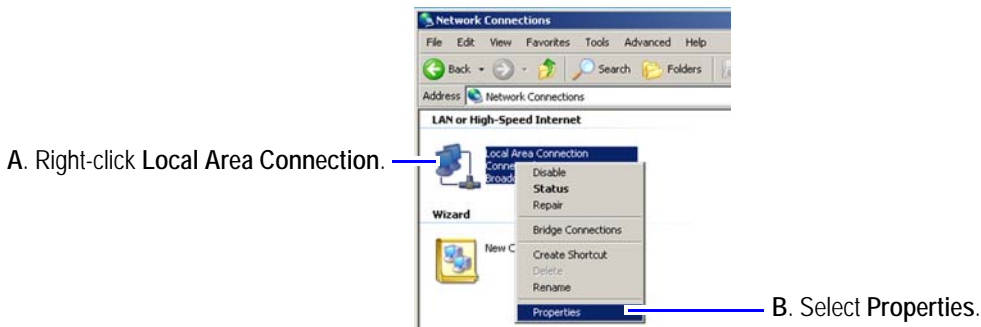 Network Connections
File Edit View Favorites Tools Advanced Help
Back Search Folders
Address Network Connections
LAN or High-Speed Internet
A. Right-click Local Area Connection.
Local Area Connection
Disable
Status
Repair
Wizard
Bridge Connections
New C
Create Shortcut
Delete
Rename
Properties
B. Select Properties.